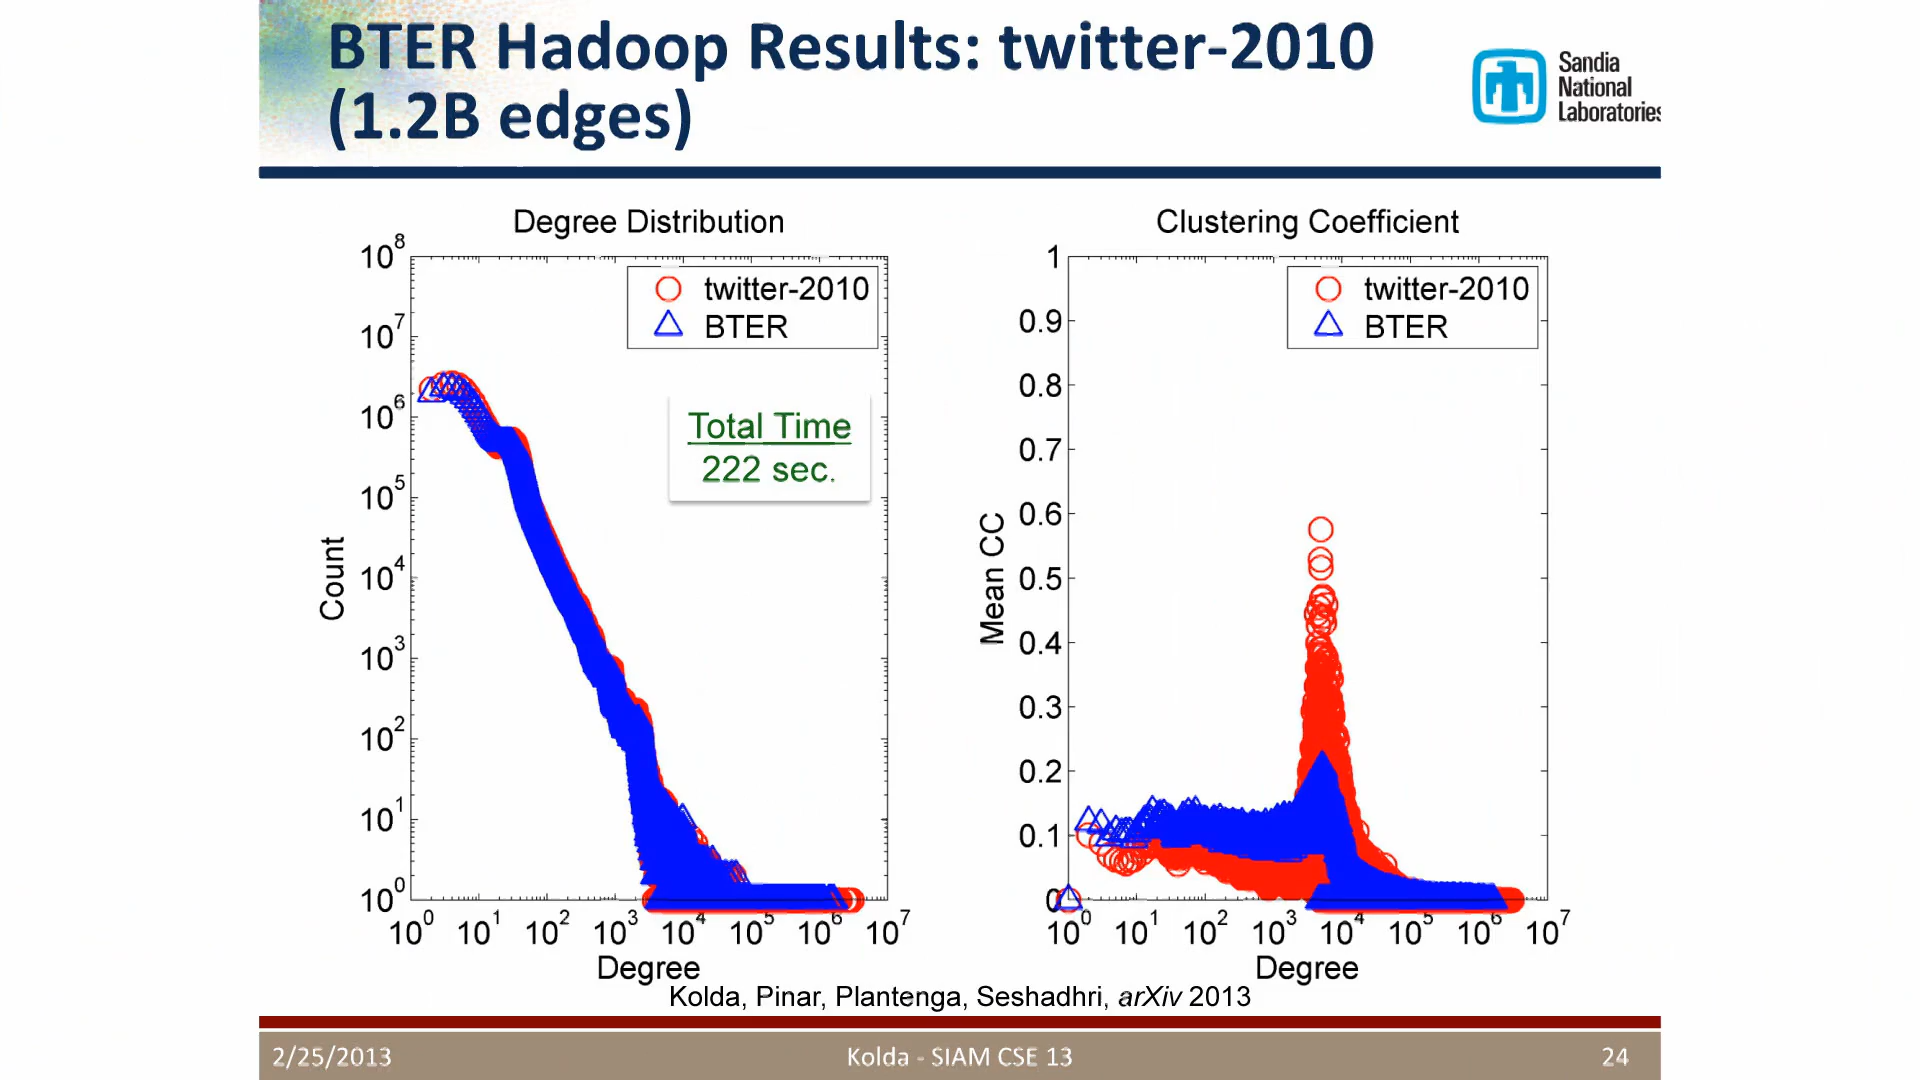 BTER Hadoop Results: twitter-2010
(1.2B edges)
Sandia
National
Laboratories
Degree Distribution
10^8
10^7
10^6
10^5
10^4
10^3
10^2
10^1
10^0
Count
twitter-2010
BTER
Total Time
222 sec.
10^0 10^1 10^2 10^3 10^4 10^5 10^6 10^7
Degree
Clustering Coefficient
1
0.9
0.8
0.7
0.6
0.5
0.4
0.3
0.2
0.1
0
Mean CC
twitter-2010
BTER
10^0 10^1 10^2 10^3 10^4 10^5 10^6 10^7
Degree
Kolda, Pinar, Plantenga, Seshadhri, arXiv 2013
2/25/2013
Kolda - SIAM CSE 13
24